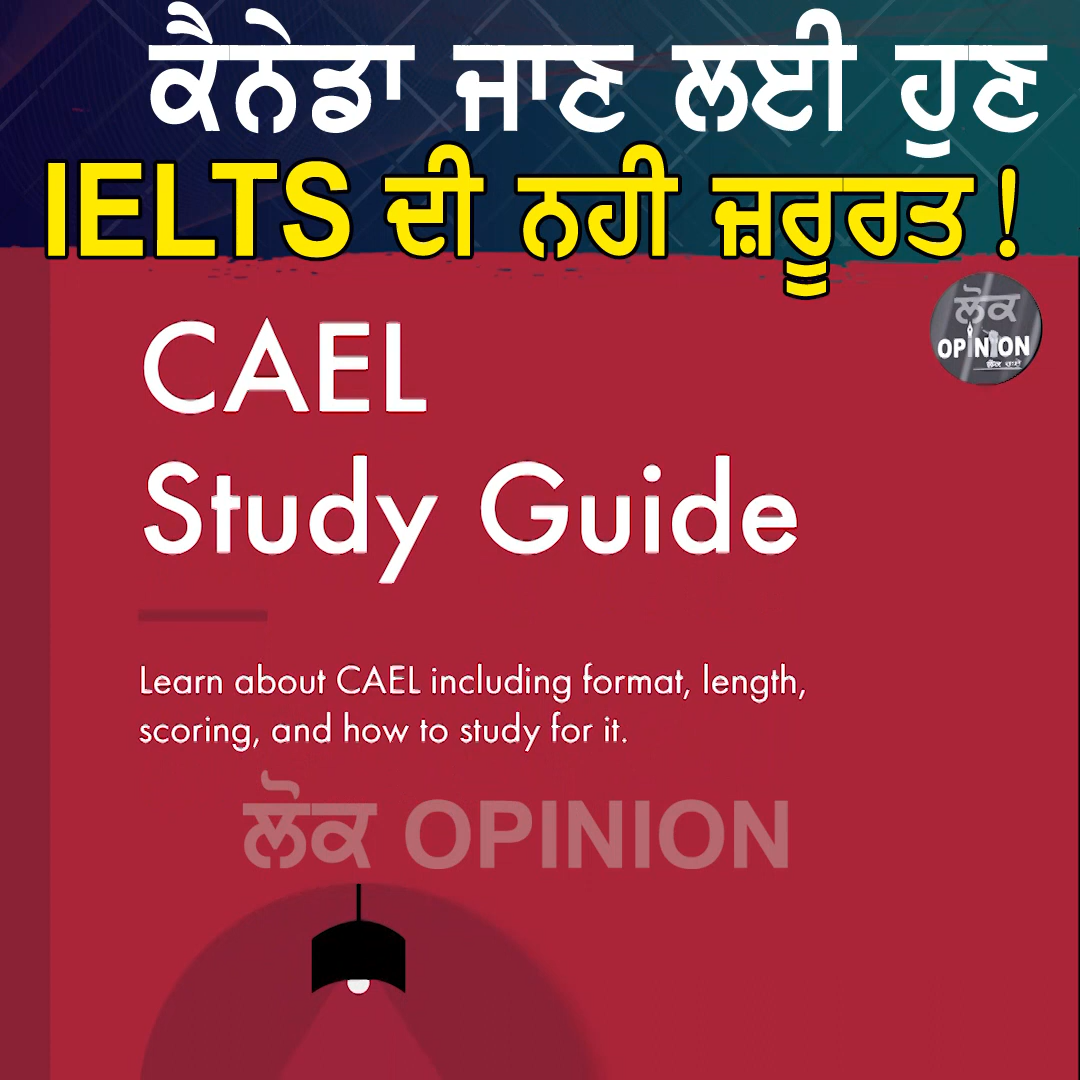 ਕੈਨੇਡਾ ਜਾਣ ਲਈ ਹੁਣ
IELTS ਦੀ ਨਹੀ ਜ਼ਰੂਰਤ !
ਲੋਕ
OPINION
ਲੋਕ
CAEL
Study Guide
Learn about CAEL including format, length,
scoring, and how to study for it.
ਲੋਕ OPINION